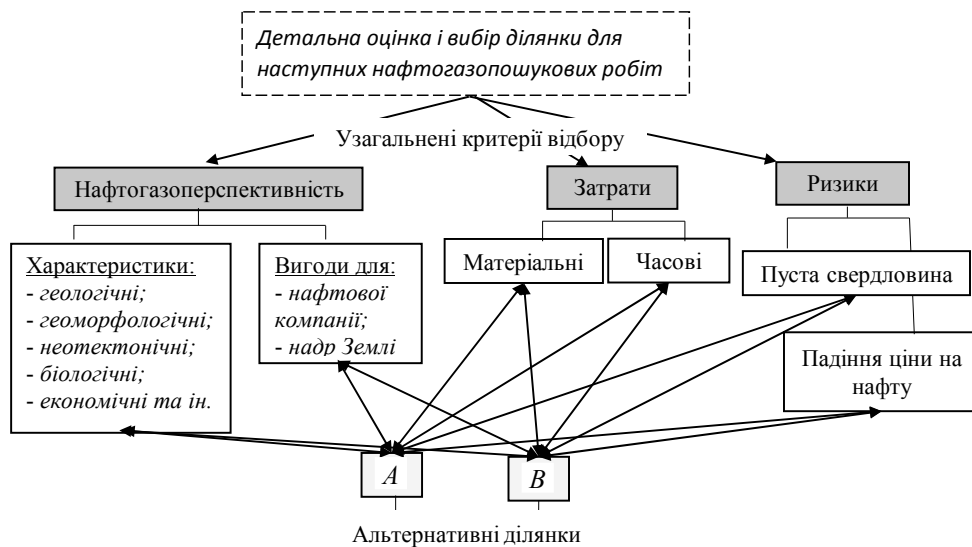 Детальна оцінка і вибір ділянки для
наступних нафтогазопошукових робіт
Узагальнені критерії відбору
Нафтогазоперспективність
Затрати
Ризики
Характеристики:
- геологічні;
- геоморфологічні;
- неотектонічні;
- біологічні;
- економічні та ін.
Вигоди для:
- нафтової
компанії;
- надр Землі
Матеріальні
Часові
Пуста свердловина
Падіння ціни на
нафту
A
B
Альтернативні ділянки